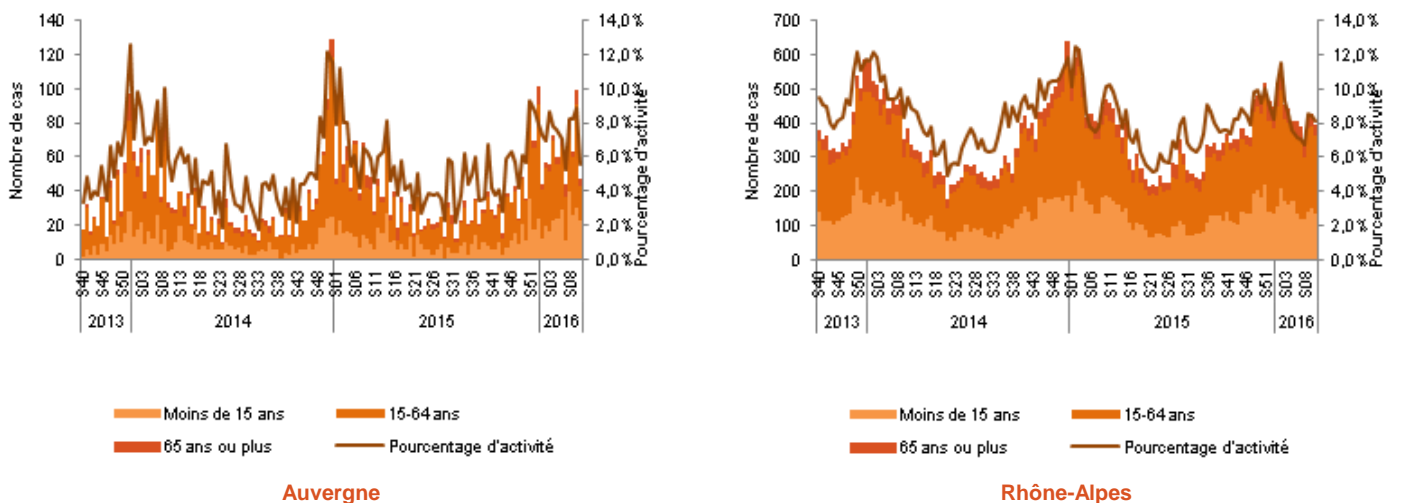 Nombre de cas
140
120
100
80
60
40
20
0
14,0%
12,0%
10,0%
8,0%
6,0%
4,0%
2,0%
0,0%
Pourcentage d'activité
S40
S45
S50
S03
S08
S13
S18
S23
S28
S33
S38
S43
S48
S01
S06
S11
S16
S21
S26
S31
S36
S41
S46
S51
S03
S08
2013
2014
2015
2016
Moins de 15 ans
15-64 ans
65 ans ou plus
Pourcentage d'activité
Auvergne
Nombre de cas
700
600
500
400
300
200
100
0
14,0%
12,0%
10,0%
8,0%
6,0%
4,0%
2,0%
0,0%
Pourcentage d'activité
S40
S45
S50
S03
S08
S13
S18
S23
S28
S33
S38
S43
S48
S01
S06
S11
S16
S21
S26
S31
S36
S41
S46
S51
S03
S08
2013
2014
2015
2016
Moins de 15 ans
15-64 ans
65 ans ou plus
Pourcentage d'activité
Rhône-Alpes